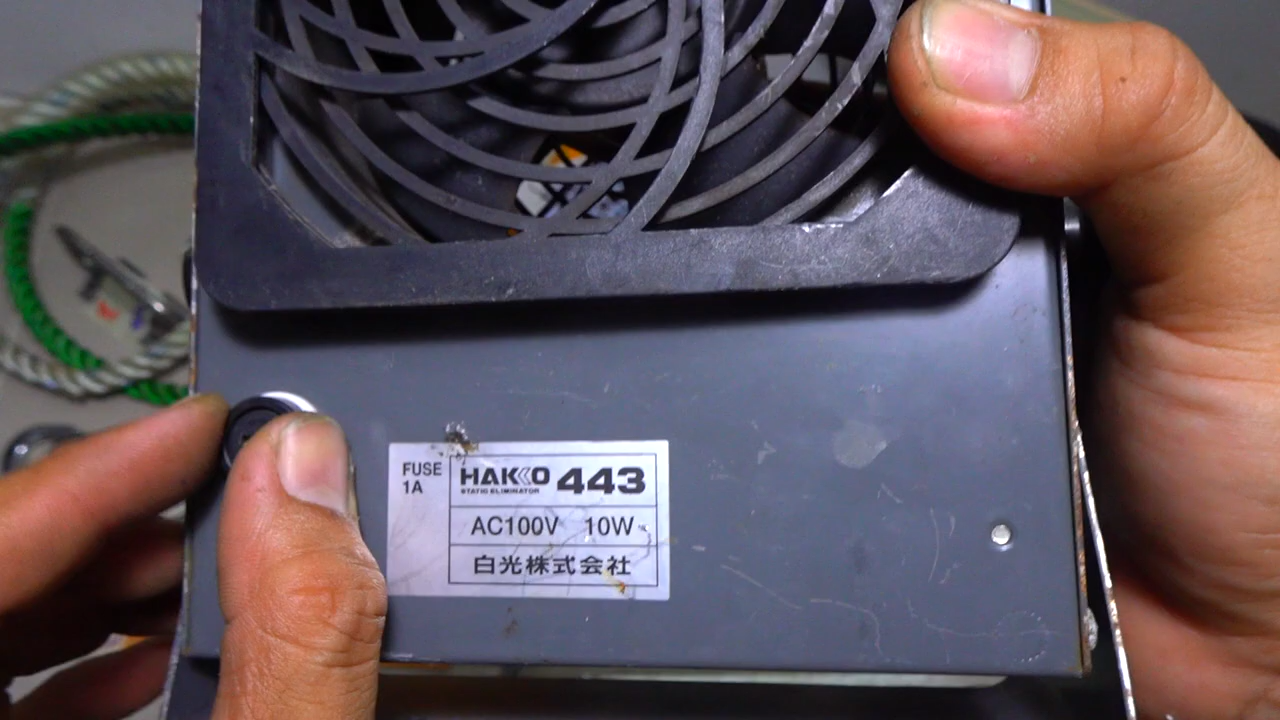 FUSE
1A
HAKKO 443
STATIC ELIMINATOR
AC100V 10W
白光株式会社